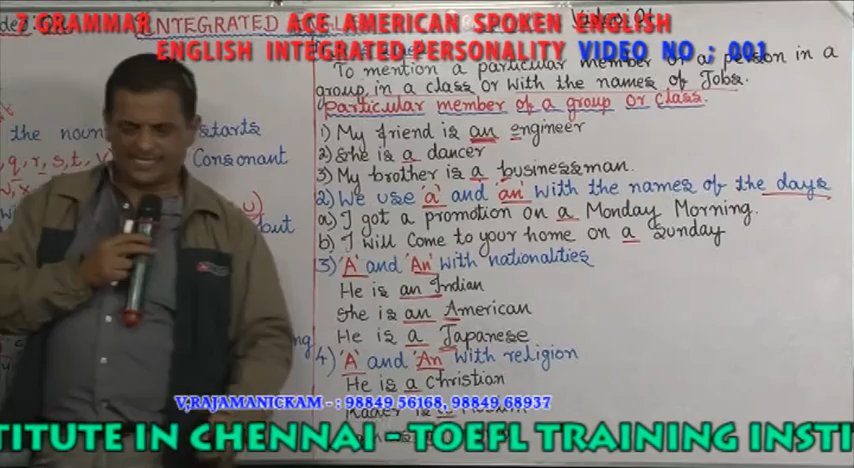 7 GRAMMAR INTEGRATED ACE AMERICAN SPOKEN ENGLISH
ENGLISH INTEGRATED PERSONALITY VIDEO NO ; 001
To mention a particular member of a person in a
group, in a class or with the names of Jobs.
particular member of a group or class.
1) My friend is an engineer
2) She is a dancer
3) My brother is a businessman.
2) We use 'a' and 'an' with the names of the days
a) I got a promotion on a Monday Morning.
b) I will come to your home on a Sunday
3) 'A' and 'An' with nationalities
He is an Indian
She is an American
He is a Japanese
4) 'A' and 'An' with religion
He is a Christian
the noun starts
q, r, s, t, Consonant
but
V,RAJAMANICKAM - : 98849 56168, 98849 68937
TITUTE IN CHENNAI - TOEFL TRAINING INSTI